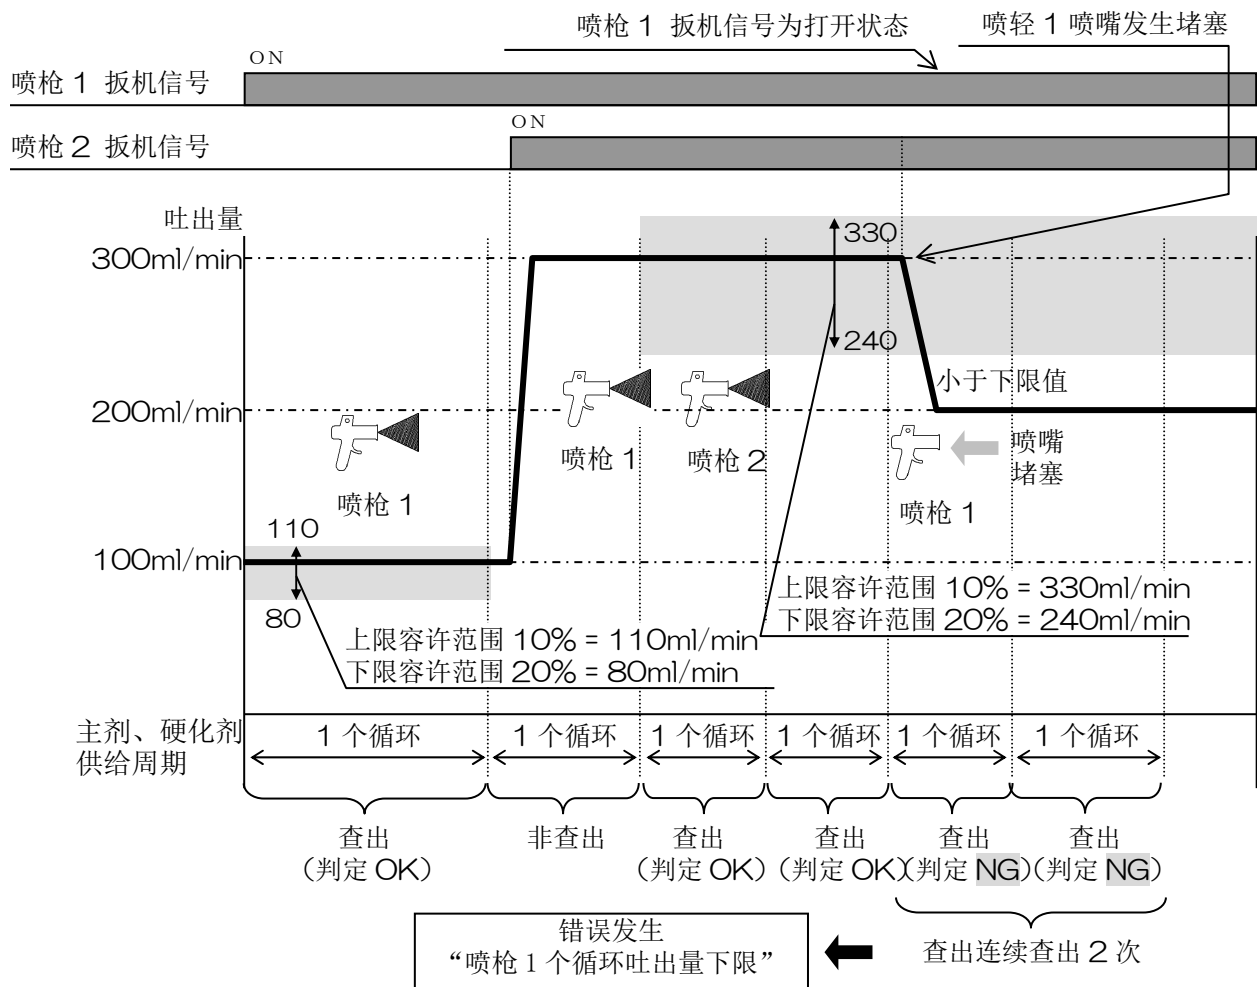 喷枪 1 扳机信号为打开状态
喷轻 1 喷嘴发生堵塞
ON
喷枪 1 扳机信号
ON
喷枪 2 扳机信号
吐出量
300ml/min
330
240
小于下限值
200ml/min
喷枪 1
喷枪 1
喷枪 2
喷枪 1
喷嘴
堵塞
110
100ml/min
80
上限容许范围 10% = 110ml/min
下限容许范围 20% = 80ml/min
上限容许范围 10% = 330ml/min
下限容许范围 20% = 240ml/min
主剂、硬化剂
供给周期
1 个循环
1 个循环
1 个循环
1 个循环
1 个循环
1 个循环
查出
(判定 OK)
非查出
查出
(判定 OK)
查出
(判定 OK)
查出
(判定 NG)
查出
(判定 NG)
错误发生
“喷枪 1 个循环吐出量下限”
查出连续查出 2 次